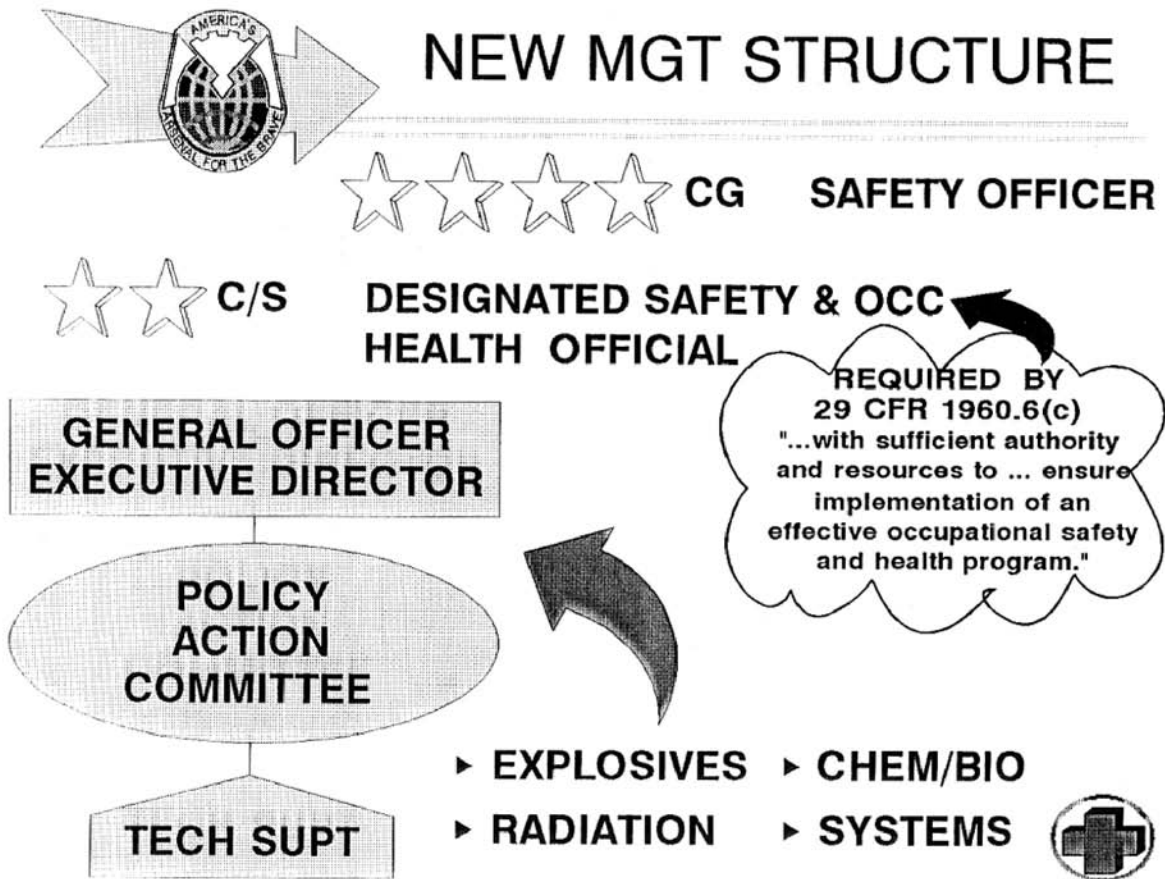 AMERICA'S
ARSENAL FOR THE BRAVE
NEW MGT STRUCTURE
CG SAFETY OFFICER
C/S DESIGNATED SAFETY & OCC
HEALTH OFFICIAL
REQUIRED BY
29 CFR 1960.6(c)
"...with sufficient authority
and resources to ... ensure
implementation of an
effective occupational safety
and health program."
GENERAL OFFICER
EXECUTIVE DIRECTOR
POLICY
ACTION
COMMITTEE
TECH SUPT
▸ EXPLOSIVES ▸ CHEM/BIO
▸ RADIATION ▸ SYSTEMS